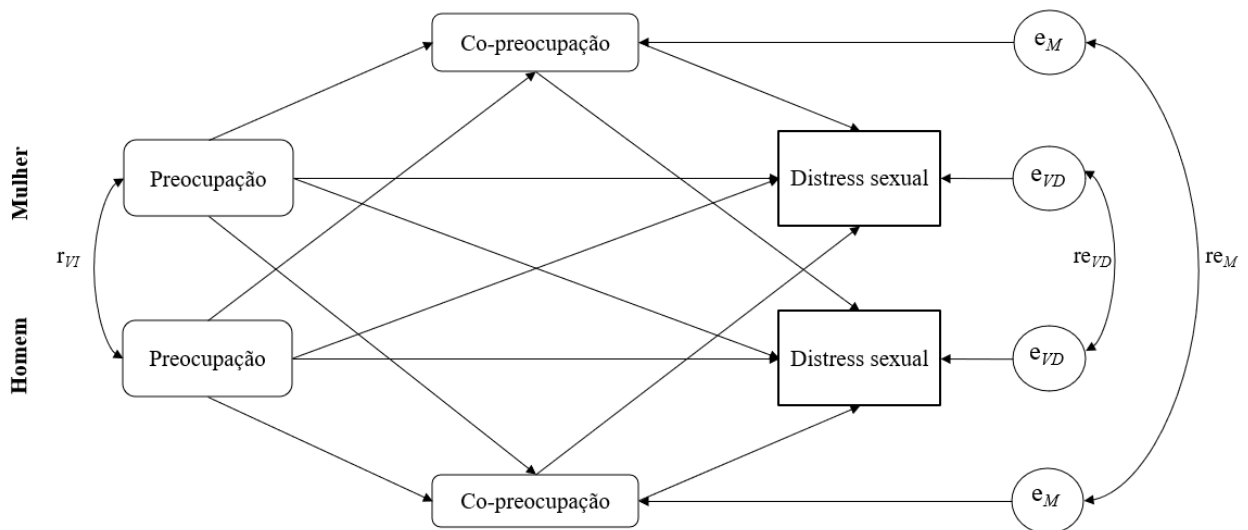 Co-preocupação
e_M
Mulher
Preocupação
Distress sexual
e_VD
r_VI
re_VD
re_M
Homem
Preocupação
Distress sexual
e_VD
Co-preocupação
e_M